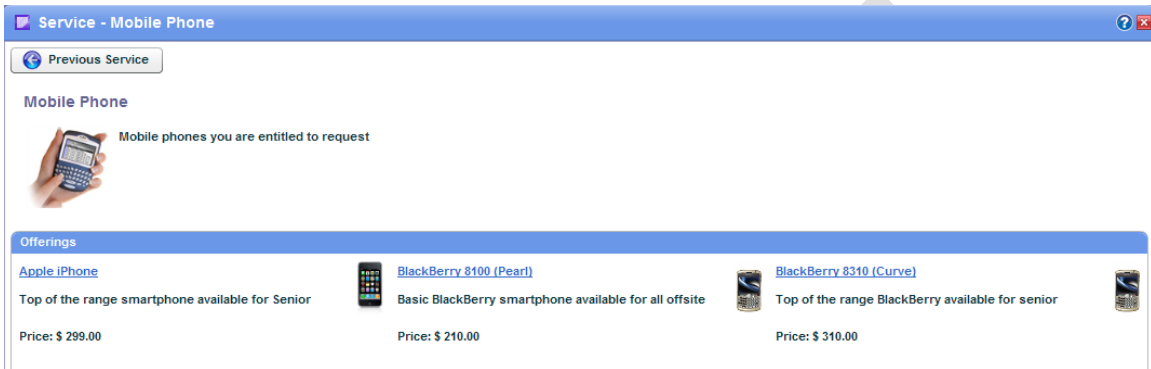 Service - Mobile Phone
Previous Service
Mobile Phone
Mobile phones you are entitled to request
Offerings
Apple iPhone
Top of the range smartphone available for Senior
Price: $ 299.00
BlackBerry 8100 (Pearl)
Basic BlackBerry smartphone available for all offsite
Price: $ 210.00
BlackBerry 8310 (Curve)
Top of the range BlackBerry available for senior
Price: $ 310.00